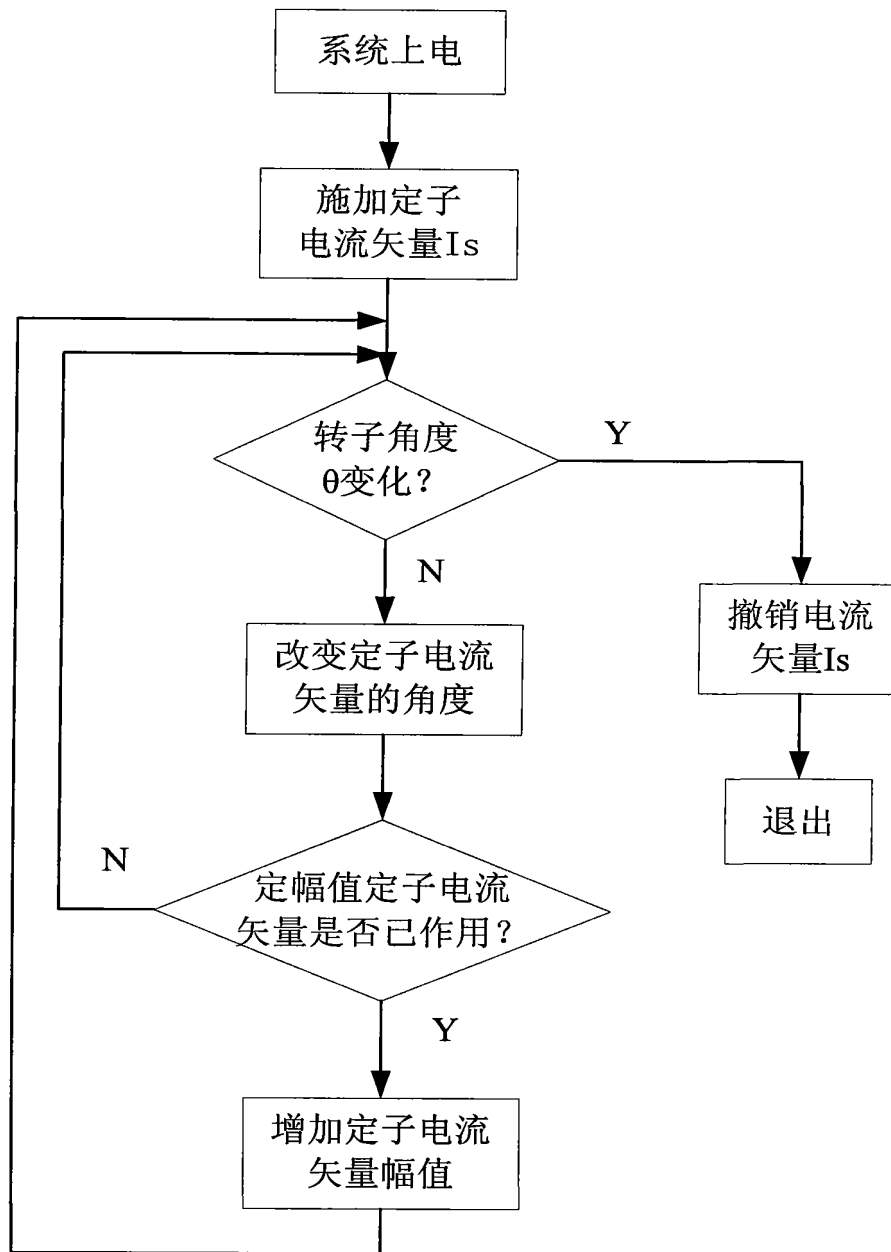 系统上电
施加定子
电流矢量Is
转子角度
θ变化？
Y
N
改变定子电流
矢量的角度
撤销电流
矢量Is
退出
N
定幅值定子电流
矢量是否已作用？
Y
增加定子电流
矢量幅值